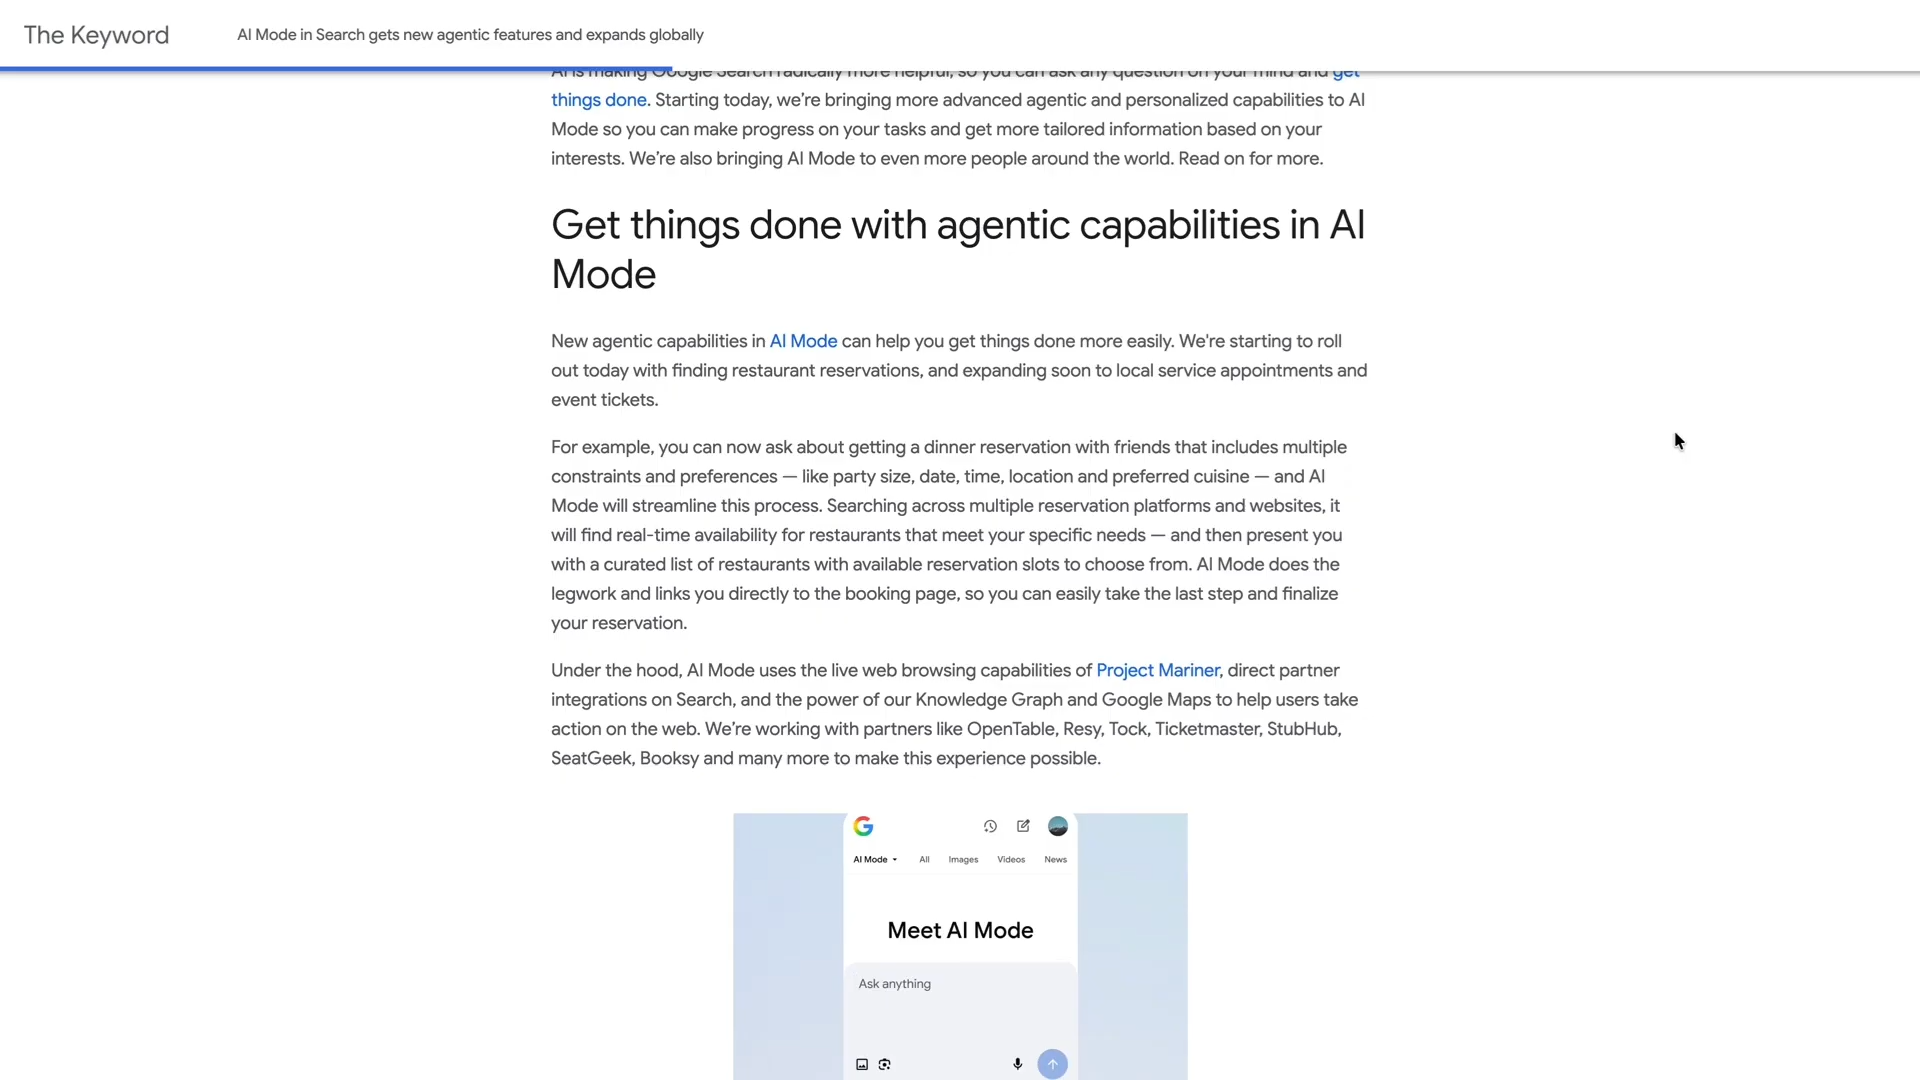 The Keyword
AI Mode in Search gets new agentic features and expands globally
AI is making Google Search radically more helpful, so you can ask any question on your mind and get
things done. Starting today, we’re bringing more advanced agentic and personalized capabilities to AI
Mode so you can make progress on your tasks and get more tailored information based on your
interests. We’re also bringing AI Mode to even more people around the world. Read on for more.
Get things done with agentic capabilities in AI
Mode
New agentic capabilities in AI Mode can help you get things done more easily. We're starting to roll
out today with finding restaurant reservations, and expanding soon to local service appointments and
event tickets.
For example, you can now ask about getting a dinner reservation with friends that includes multiple
constraints and preferences — like party size, date, time, location and preferred cuisine — and AI
Mode will streamline this process. Searching across multiple reservation platforms and websites, it
will find real-time availability for restaurants that meet your specific needs — and then present you
with a curated list of restaurants with available reservation slots to choose from. AI Mode does the
legwork and links you directly to the booking page, so you can easily take the last step and finalize
your reservation.
Under the hood, AI Mode uses the live web browsing capabilities of Project Mariner, direct partner
integrations on Search, and the power of our Knowledge Graph and Google Maps to help users take
action on the web. We’re working with partners like OpenTable, Resy, Tock, Ticketmaster, StubHub,
SeatGeek, Booksy and many more to make this experience possible.
AI Mode All Images Videos News
Meet AI Mode
Ask anything